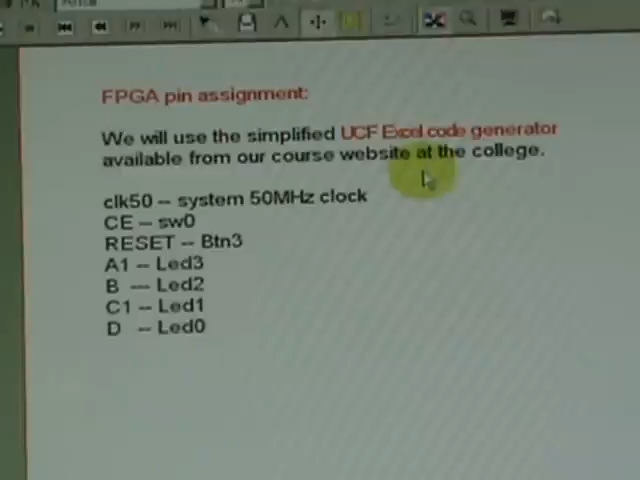 FPGA pin assignment:
We will use the simplified UCF Excel code generator
available from our course website at the college.
clk50 -- system 50MHz clock
CE -- sw0
RESET -- Btn3
A1 -- Led3
B --- Led2
C1 -- Led1
D -- Led0